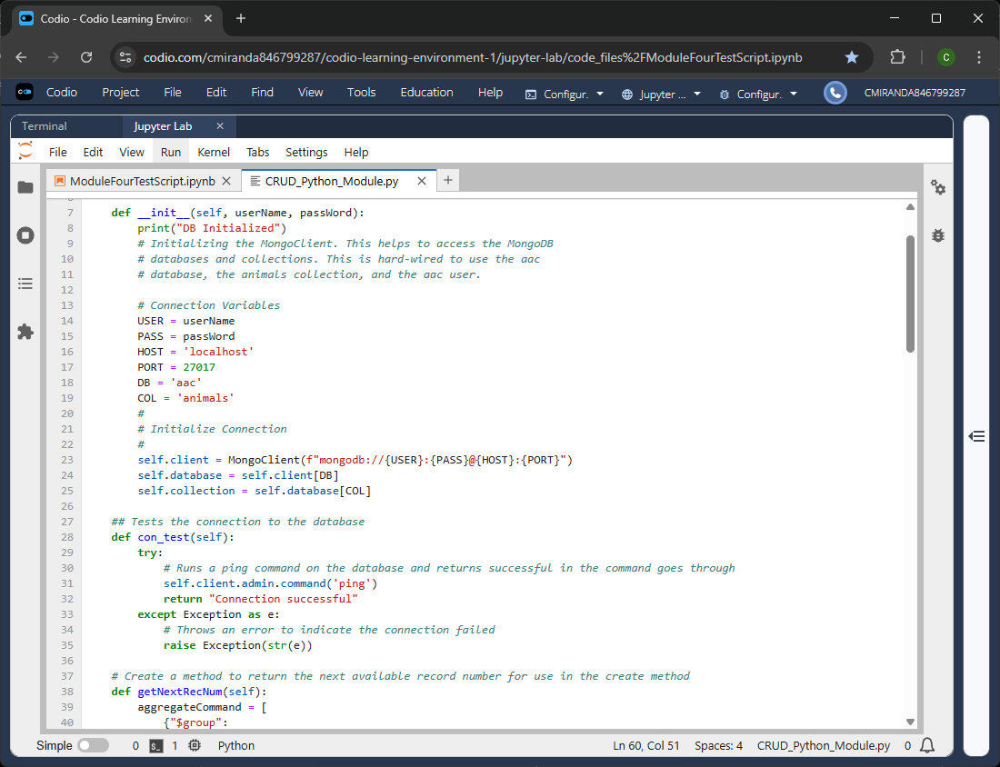 Codio - Codio Learning Environ
codio.com/cmiranda846799287/codio-learning-environment-1/jupyter-lab/code_files%2FModuleFourTestScript.ipynb
C
Codio Project File Edit Find View Tools Education Help Configur. Jupyter ... Configur. CMIRANDA846799287
Terminal Jupyter Lab
File Edit View Run Kernel Tabs Settings Help
ModuleFourTestScript.ipynb CRUD_Python_Module.py
7 def __init__(self, userName, passWord):
8 print("DB Initialized")
9 # Initializing the MongoClient. This helps to access the MongoDB
10 # databases and collections. This is hard-wired to use the aac
11 # database, the animals collection, and the aac user.
12
13 # Connection Variables
14 USER = userName
15 PASS = passWord
16 HOST = 'localhost'
17 PORT = 27017
18 DB = 'aac'
19 COL = 'animals'
20 #
21 # Initialize Connection
22 #
23 self.client = MongoClient(f"mongodb://{USER}:{PASS}@{HOST}:{PORT}")
24 self.database = self.client[DB]
25 self.collection = self.database[COL]
26
27 ## Tests the connection to the database
28 def con_test(self):
29 try:
30 # Runs a ping command on the database and returns successful in the command goes through
31 self.client.admin.command('ping')
32 return "Connection successful"
33 except Exception as e:
34 # Throws an error to indicate the connection failed
35 raise Exception(str(e))
36
37 # Create a method to return the next available record number for use in the create method
38 def getNextRecNum(self):
39 aggregateCommand = [
40 {"$group":
Simple 0 $_ 1 Python Ln 60, Col 51 Spaces: 4 CRUD_Python_Module.py 0